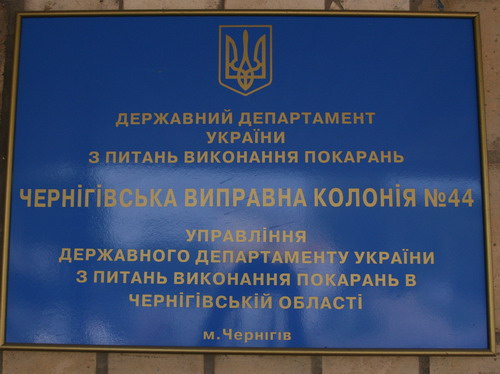 ДЕРЖАВНИЙ ДЕПАРТАМЕНТ
УКРАЇНИ
З ПИТАНЬ ВИКОНАННЯ ПОКАРАНЬ
ЧЕРНІГІВСЬКА ВИПРАВНА КОЛОНІЯ №44
УПРАВЛІННЯ
ДЕРЖАВНОГО ДЕПАРТАМЕНТУ УКРАЇНИ
З ПИТАНЬ ВИКОНАННЯ ПОКАРАНЬ В
ЧЕРНІГІВСЬКІЙ ОБЛАСТІ
м.Чернігів